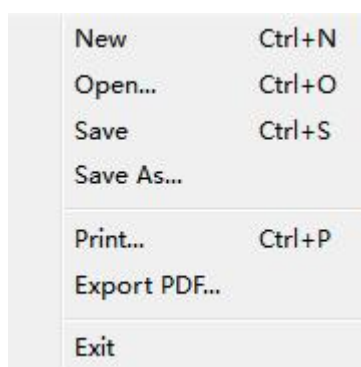 New Ctrl+N
Open... Ctrl+O
Save Ctrl+S
Save As...
Print... Ctrl+P
Export PDF...
Exit